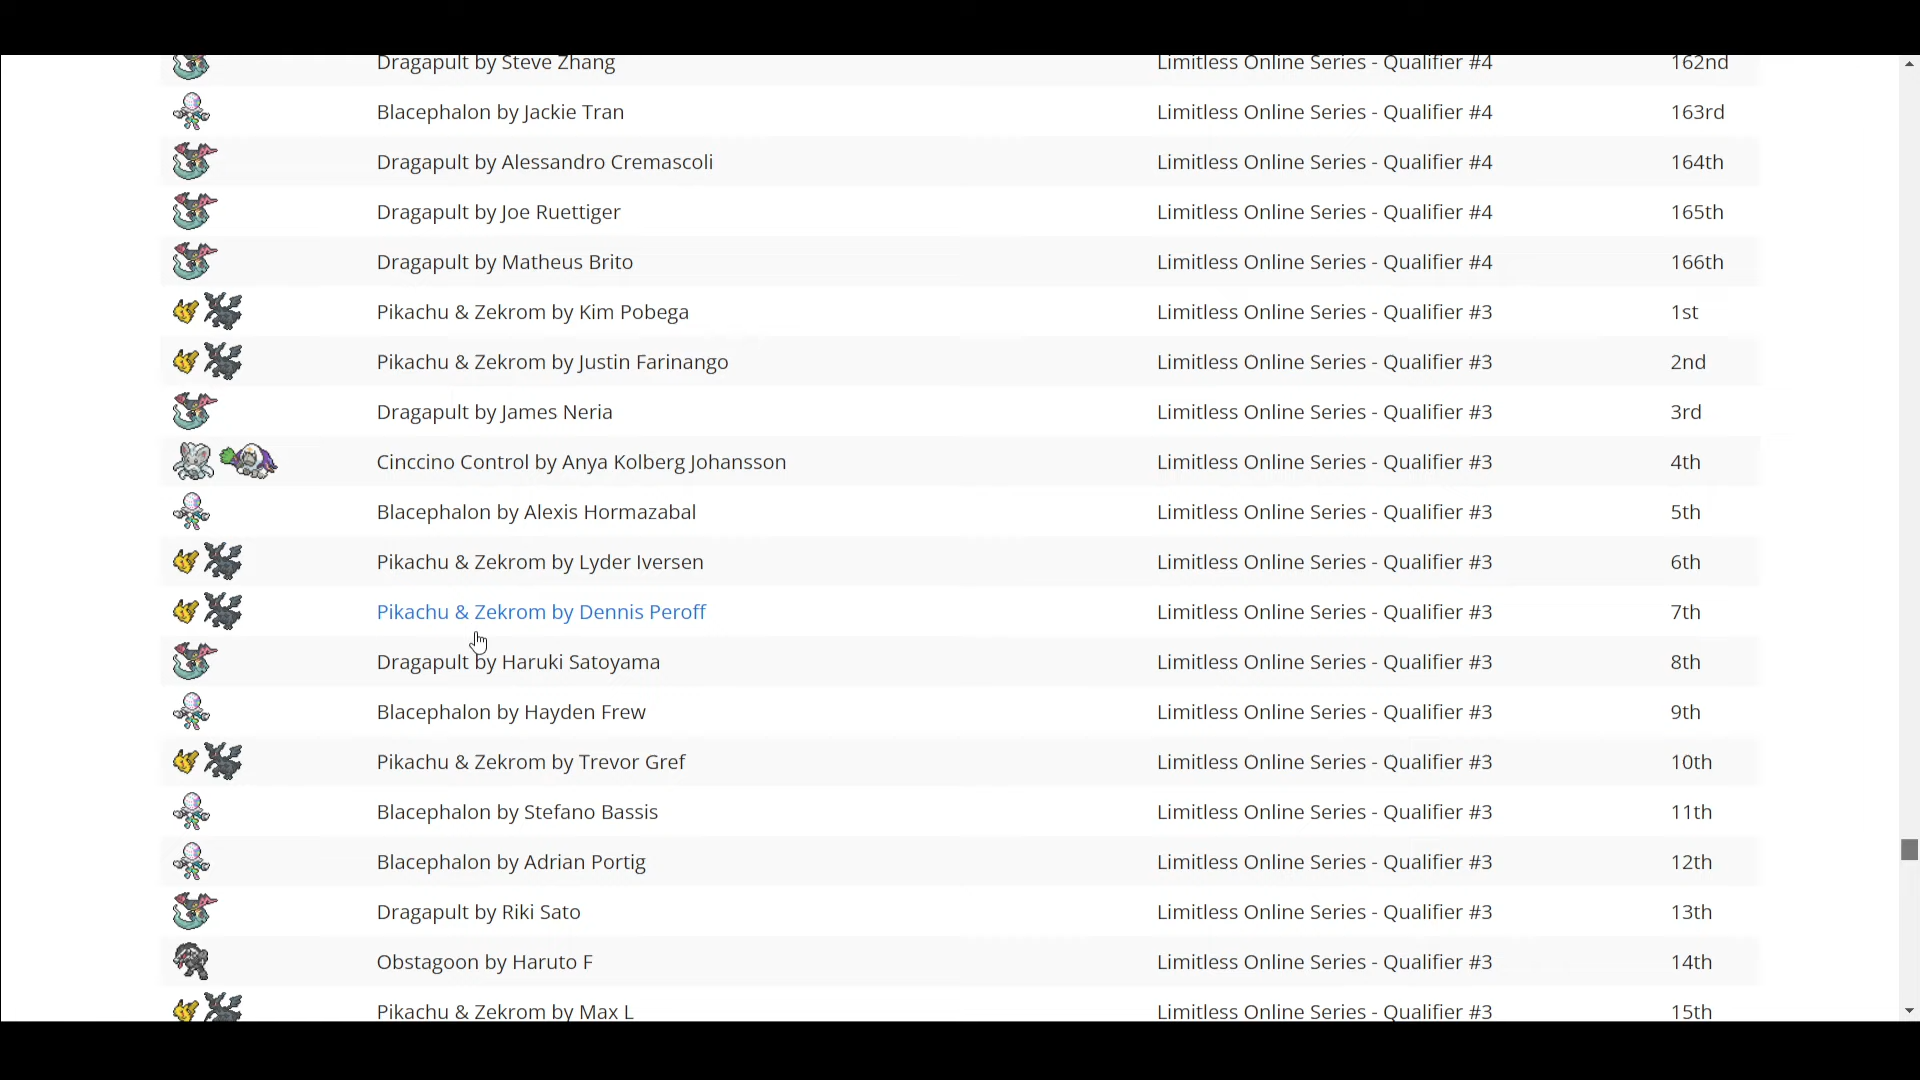 Dragapult by Steve Zhang Limitless Online Series - Qualifier #4 162nd
Blacephalon by Jackie Tran Limitless Online Series - Qualifier #4 163rd
Dragapult by Alessandro Cremascoli Limitless Online Series - Qualifier #4 164th
Dragapult by Joe Ruettiger Limitless Online Series - Qualifier #4 165th
Dragapult by Matheus Brito Limitless Online Series - Qualifier #4 166th
Pikachu & Zekrom by Kim Pobega Limitless Online Series - Qualifier #3 1st
Pikachu & Zekrom by Justin Farinango Limitless Online Series - Qualifier #3 2nd
Dragapult by James Neria Limitless Online Series - Qualifier #3 3rd
Cinccino Control by Anya Kolberg Johansson Limitless Online Series - Qualifier #3 4th
Blacephalon by Alexis Hormazabal Limitless Online Series - Qualifier #3 5th
Pikachu & Zekrom by Lyder Iversen Limitless Online Series - Qualifier #3 6th
Pikachu & Zekrom by Dennis Peroff Limitless Online Series - Qualifier #3 7th
Dragapult by Haruki Satoyama Limitless Online Series - Qualifier #3 8th
Blacephalon by Hayden Frew Limitless Online Series - Qualifier #3 9th
Pikachu & Zekrom by Trevor Gref Limitless Online Series - Qualifier #3 10th
Blacephalon by Stefano Bassis Limitless Online Series - Qualifier #3 11th
Blacephalon by Adrian Portig Limitless Online Series - Qualifier #3 12th
Dragapult by Riki Sato Limitless Online Series - Qualifier #3 13th
Obstagoon by Haruto F Limitless Online Series - Qualifier #3 14th
Pikachu & Zekrom by Max L Limitless Online Series - Qualifier #3 15th